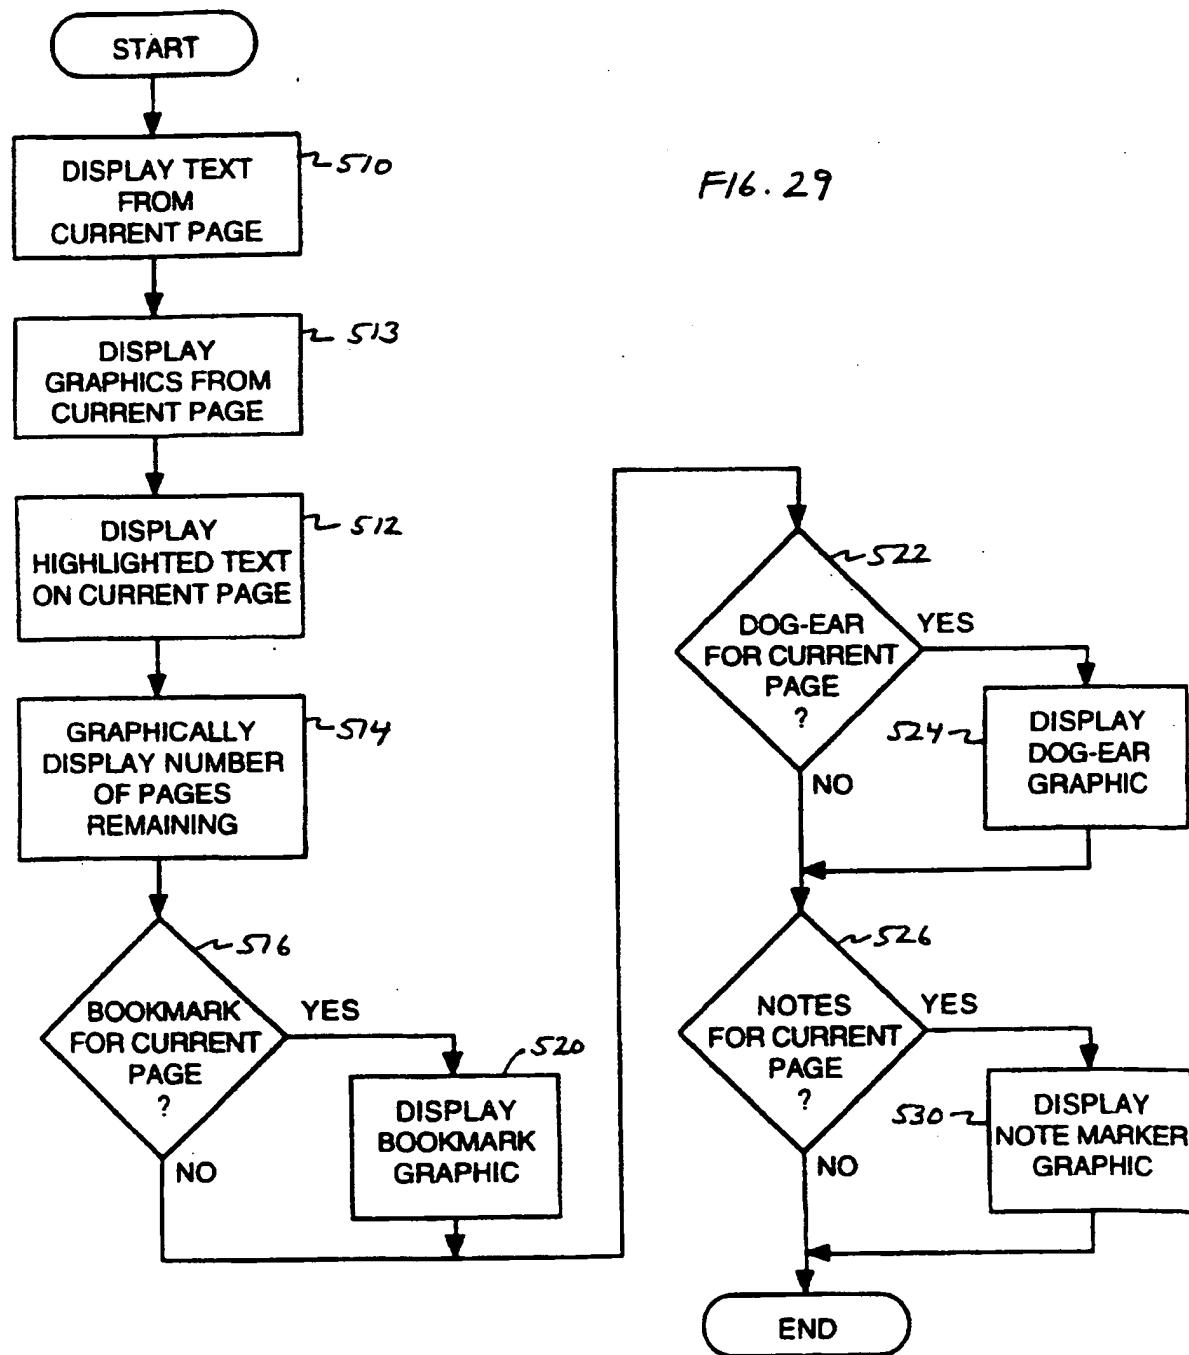 START
DISPLAY TEXT
FROM
CURRENT PAGE
510
FIG. 29
DISPLAY
GRAPHICS FROM
CURRENT PAGE
513
DISPLAY
HIGHLIGHTED TEXT
ON CURRENT PAGE
512
GRAPHICALLY
DISPLAY NUMBER
OF PAGES
REMAINING
514
BOOKMARK
FOR CURRENT
PAGE
?
516
YES
NO
DISPLAY
BOOKMARK
GRAPHIC
520
DOG-EAR
FOR CURRENT
PAGE
?
522
YES
NO
DISPLAY
DOG-EAR
GRAPHIC
524
NOTES
FOR CURRENT
PAGE
?
526
YES
NO
DISPLAY
NOTE MARKER
GRAPHIC
530
END